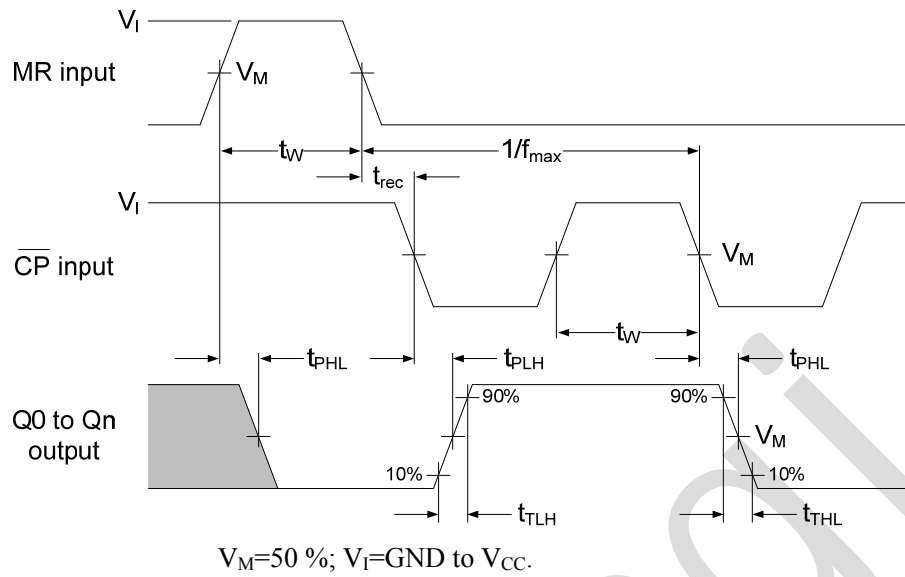 V_I
MR input
V_M
t_W
1/f_max
t_rec
V_I
C̅P̅ input
V_M
t_W
t_PHL
t_PLH
t_PHL
Q0 to Qn
output
90%
90%
V_M
10%
10%
t_TLH
t_THL
V_M=50 %; V_I=GND to V_CC.